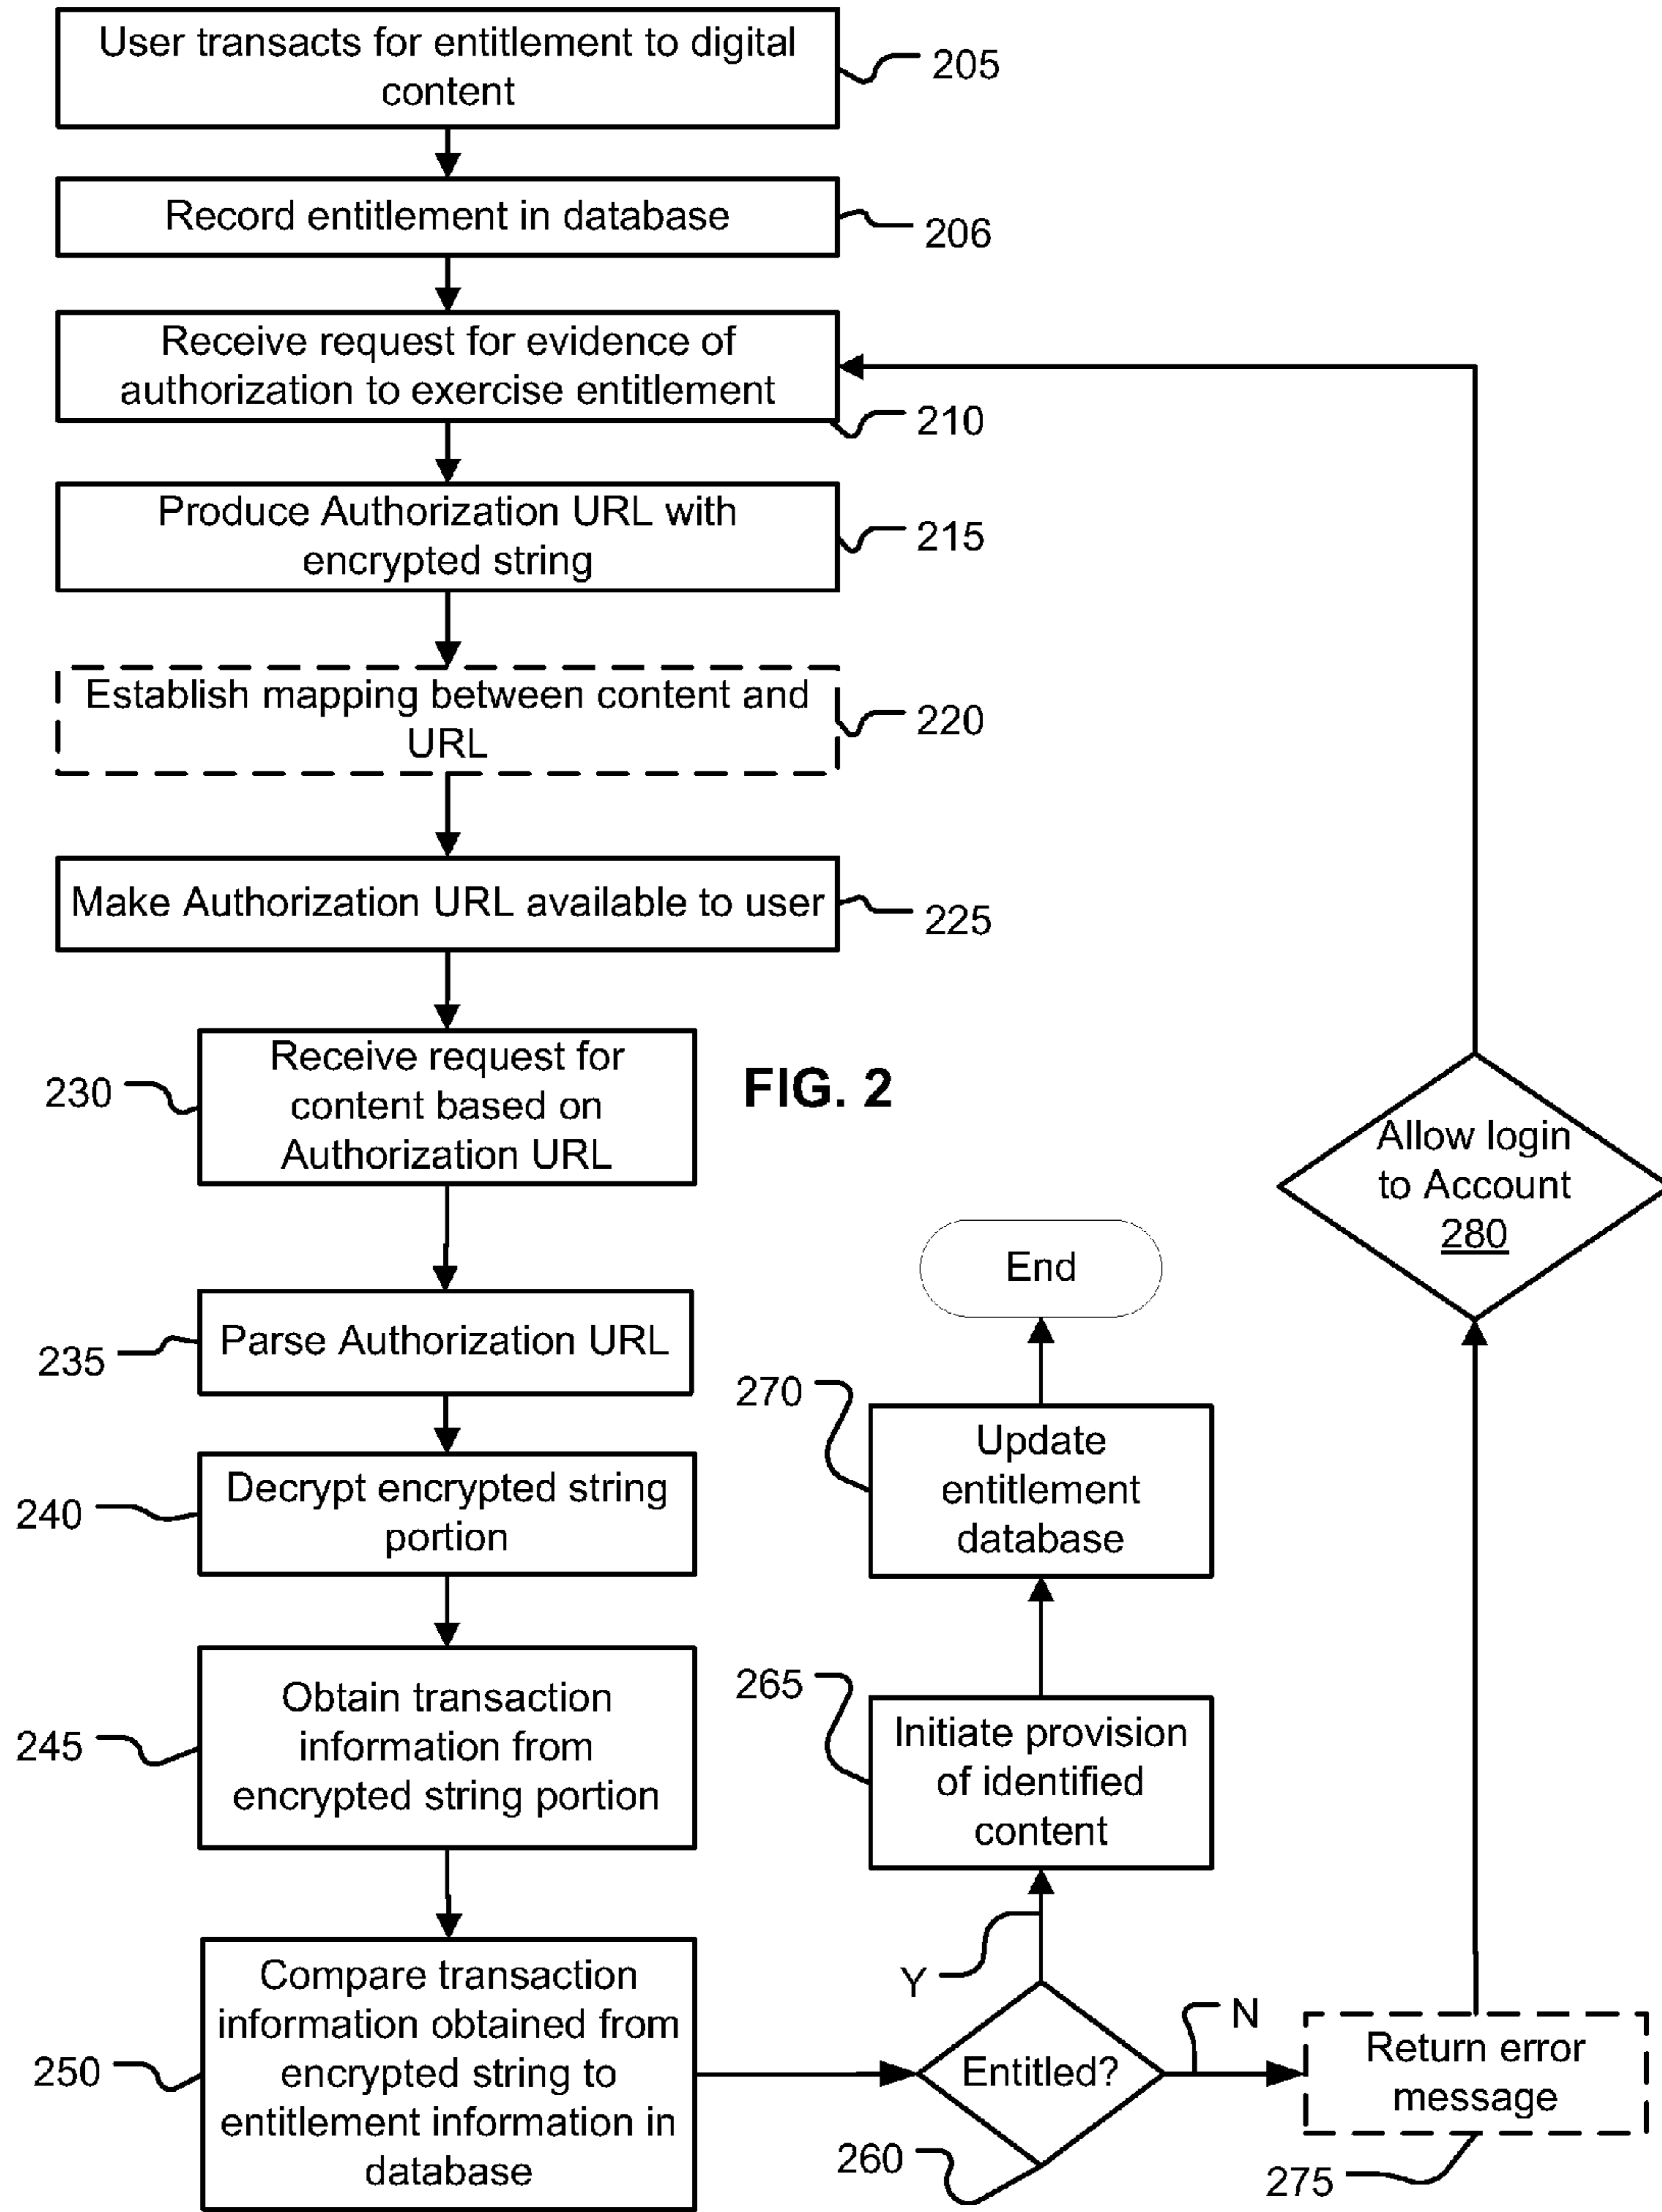 User transacts for entitlement to digital
content
205
Record entitlement in database
206
Receive request for evidence of
authorization to exercise entitlement
210
Produce Authorization URL with
encrypted string
215
Establish mapping between content and
URL
220
Make Authorization URL available to user
225
230
Receive request for
content based on
Authorization URL
FIG. 2
Allow login
to Account
280
End
235
Parse Authorization URL
270
Update
entitlement
database
240
Decrypt encrypted string
portion
245
Obtain transaction
information from
encrypted string portion
265
Initiate provision
of identified
content
250
Compare transaction
information obtained from
encrypted string to
entitlement information in
database
Y
Entitled?
260
N
Return error
message
275